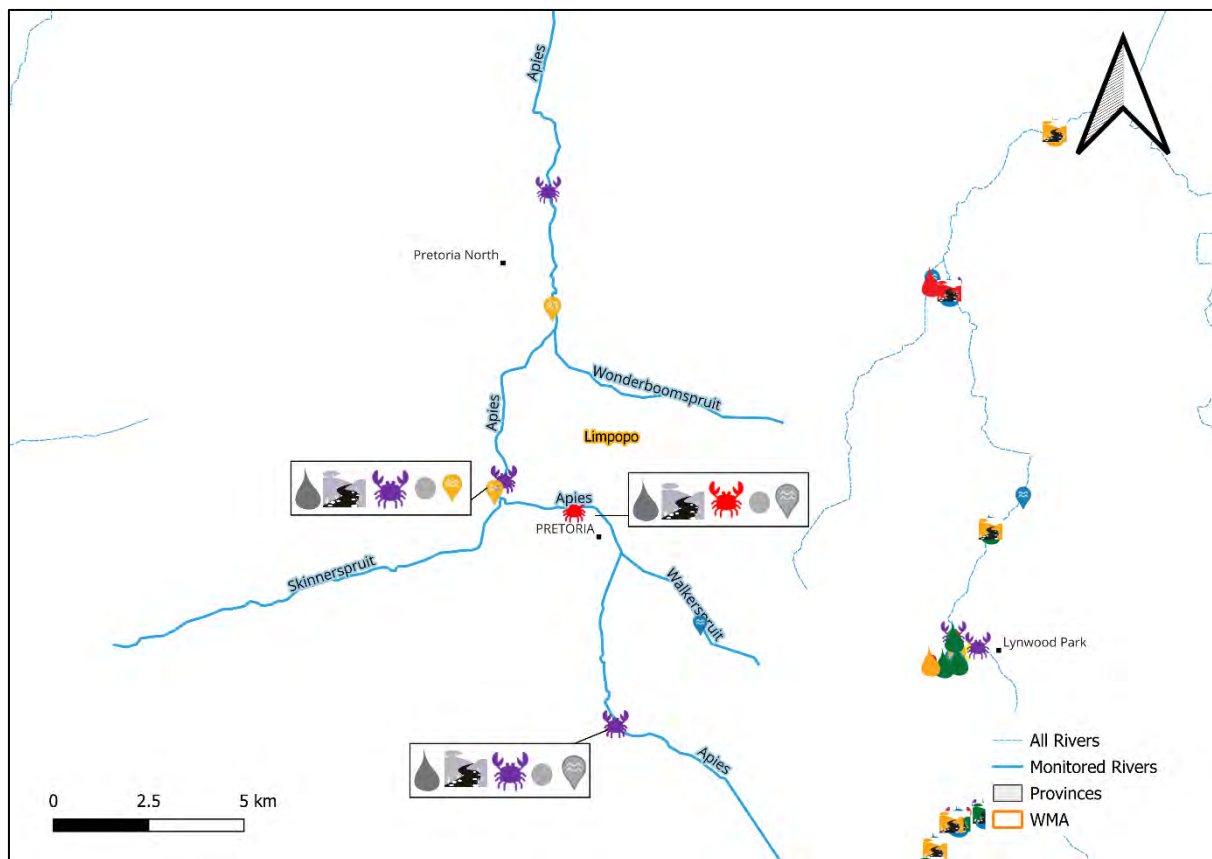 Apies
Pretoria North
Wonderboomspruit
Apies
Limpopo
Apies
PRETORIA
Skinnerspruit
Walkerspruit
Lynwood Park
Apies
All Rivers
Monitored Rivers
Provinces
WMA
0 2.5 5 km